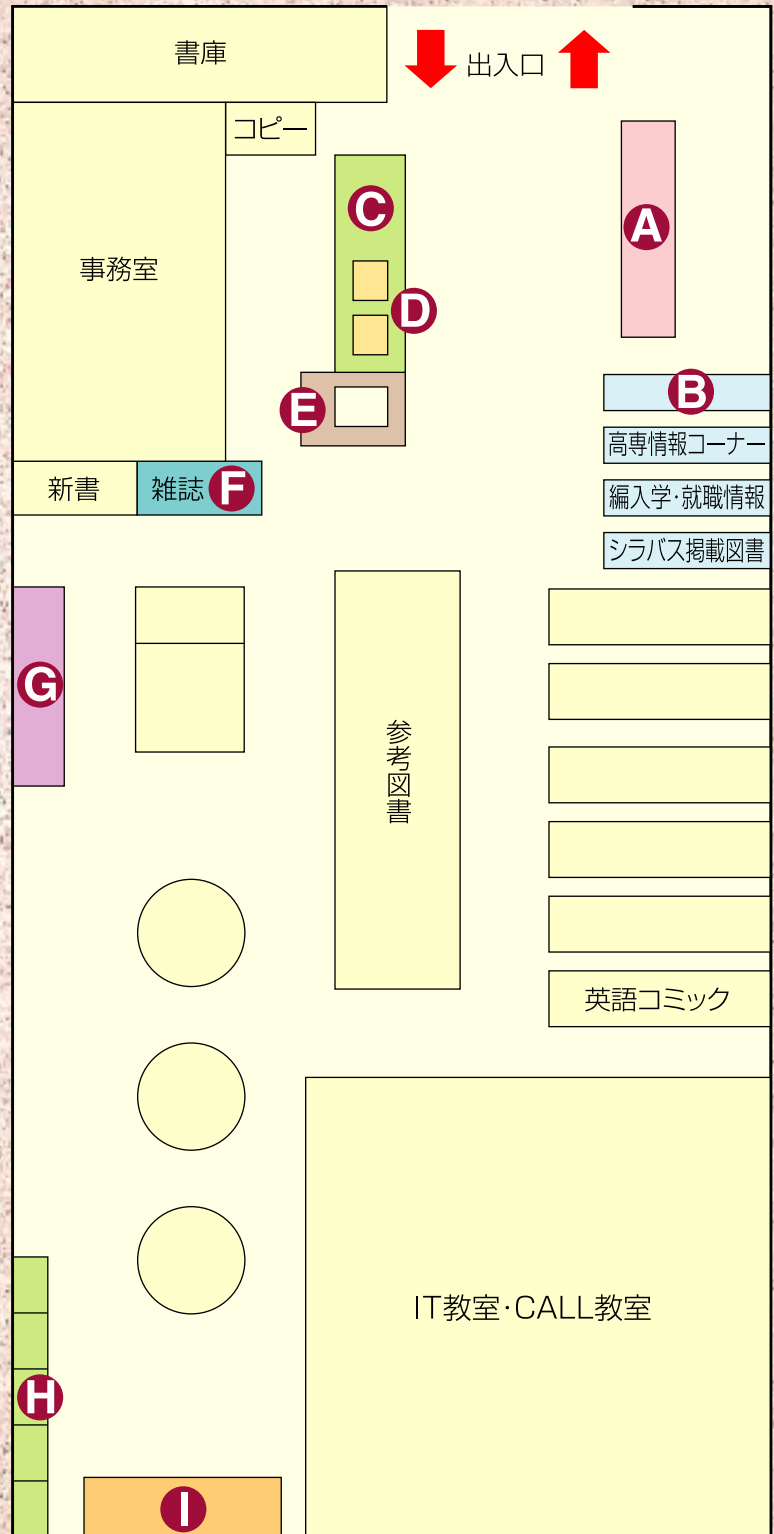 書庫
出入口
コピー
C
A
事務室
D
B
E
高専情報コーナー
新書
雑誌 F
編入学・就職情報
シラバス掲載図書
G
参考図書
英語コミック
IT教室・CALL教室
H
I